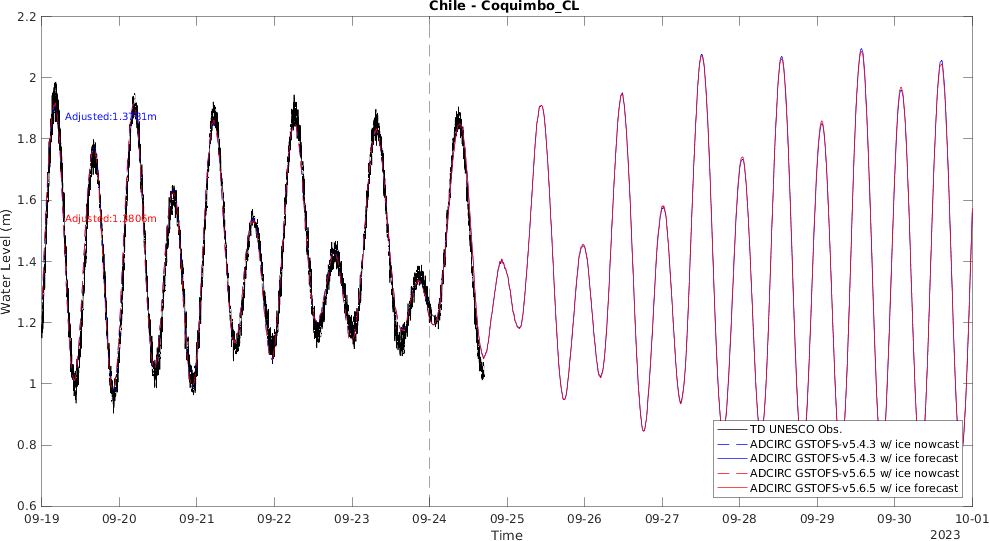 Chile - Coquimbo_CL
2.2
2
1.8
1.6
1.4
1.2
1
0.8
0.6
Water Level (m)
Adjusted:1.3781m
Adjusted:1.3806m
TD UNESCO Obs.
ADCIRC GSTOFS-v5.4.3 w/ ice nowcast
ADCIRC GSTOFS-v5.4.3 w/ ice forecast
ADCIRC GSTOFS-v5.6.5 w/ ice nowcast
ADCIRC GSTOFS-v5.6.5 w/ ice forecast
09-19 09-20 09-21 09-22 09-23 09-24 09-25 09-26 09-27 09-28 09-29 09-30 10-01
Time
2023